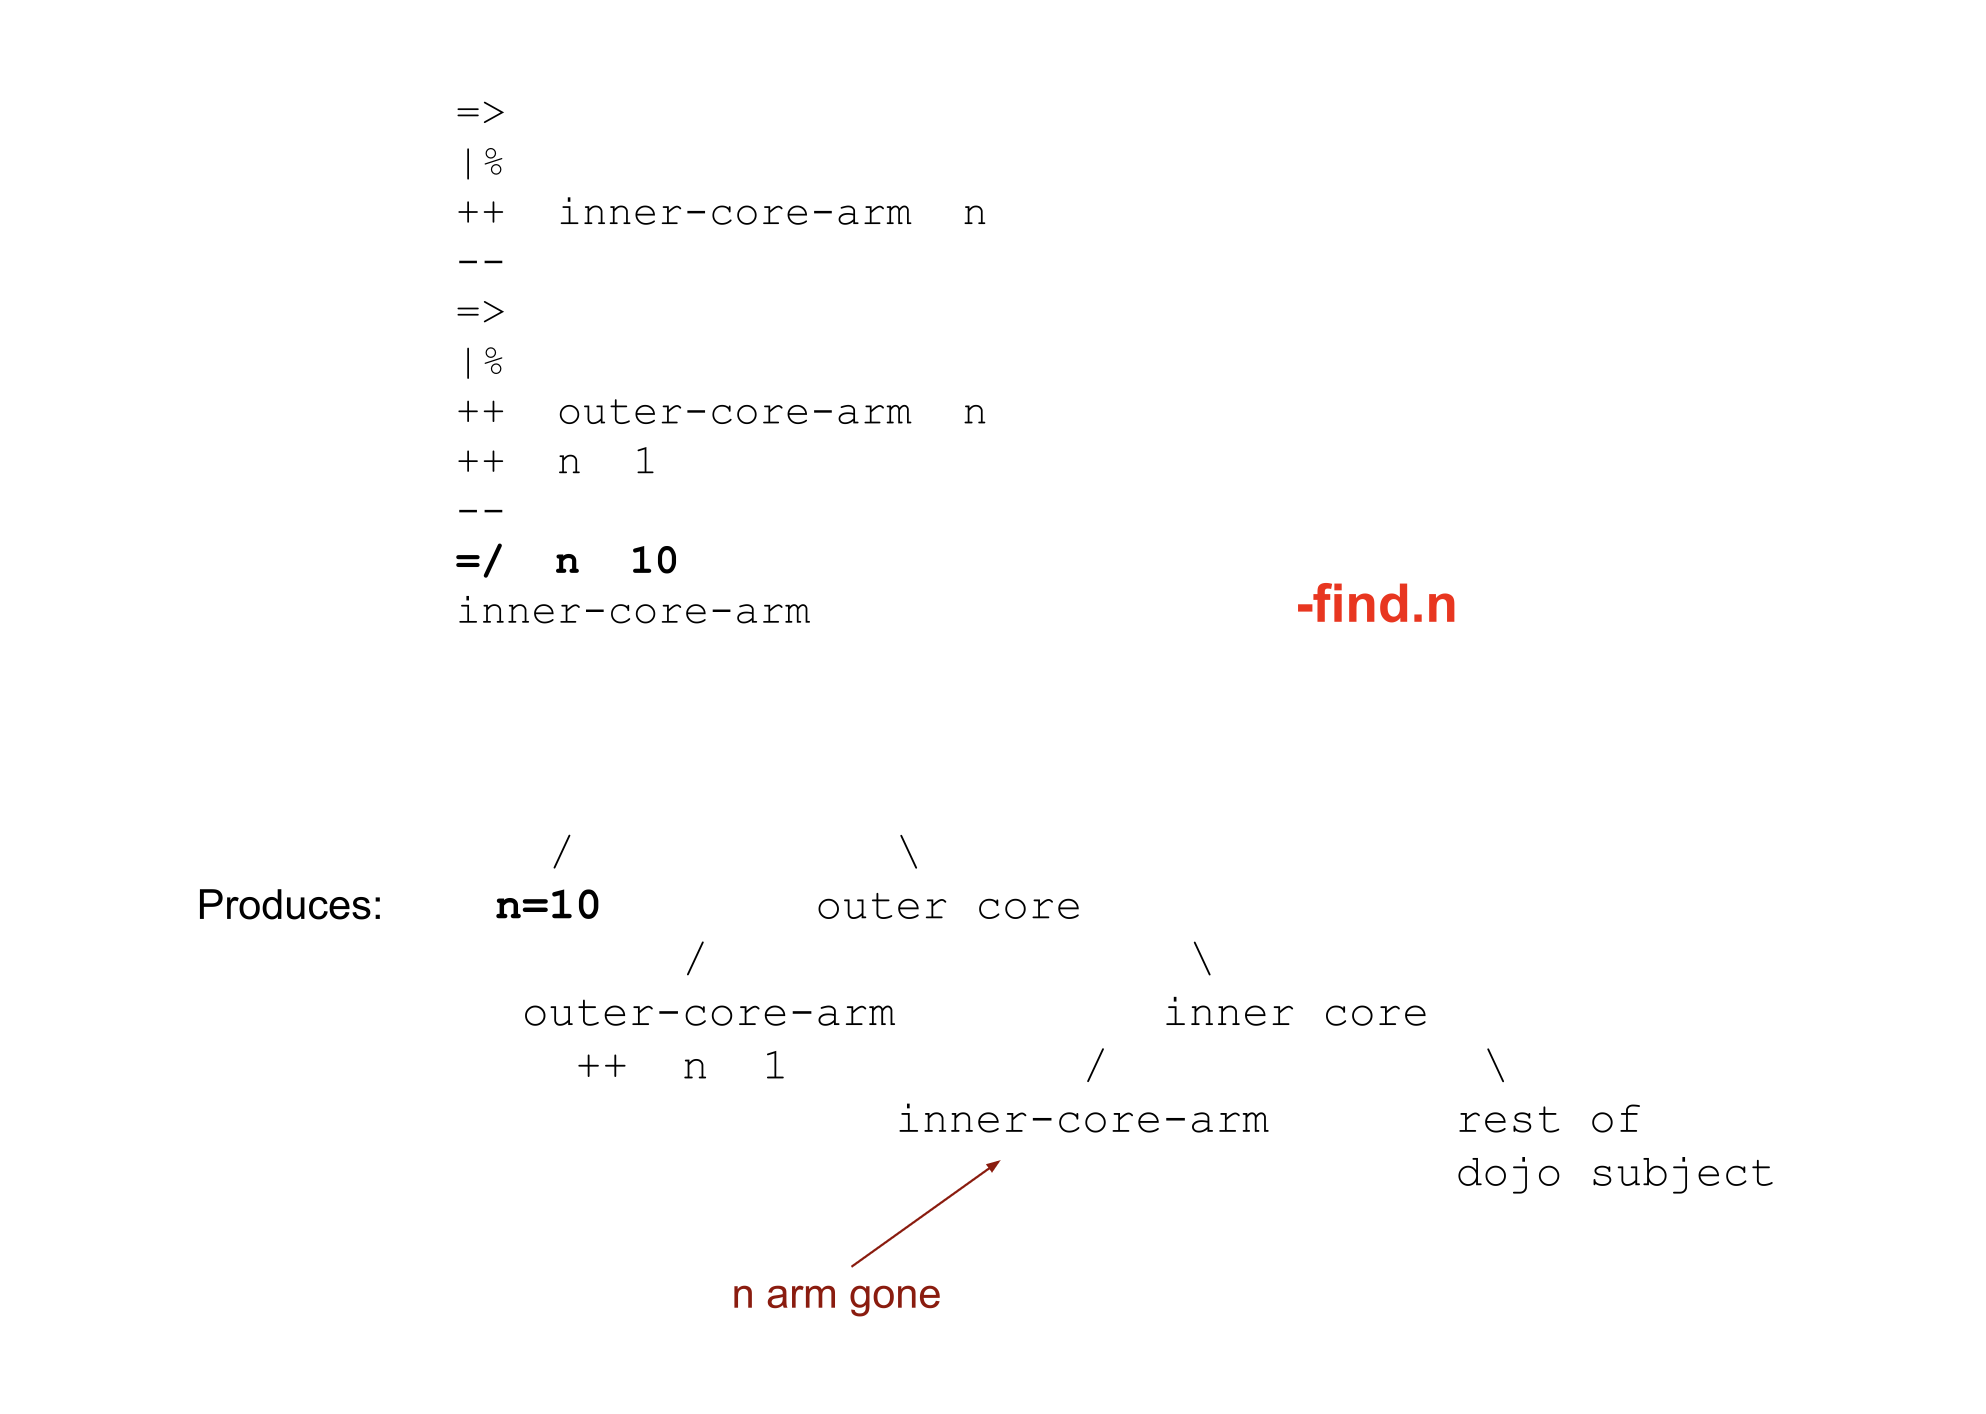 =>
|%
++  inner-core-arm  n
--
=>
|%
++  outer-core-arm  n
++  n  1
--
=/  n  10
inner-core-arm
-find.n
/ \
Produces: n=10 outer core
/ \
outer-core-arm inner core
++  n  1 / \
inner-core-arm rest of
dojo subject
n arm gone